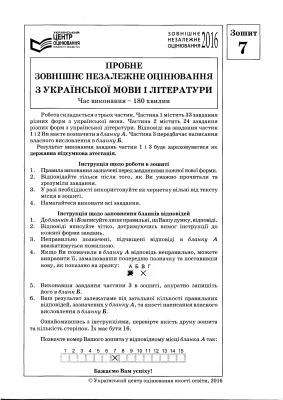 УКРАЇНСЬКИЙ
ЦЕНТР
ОЦІНЮВАННЯ
ЯКОСТІ ОСВІТИ
ЗОВНІШНЄ
НЕЗАЛЕЖНЕ
ОЦІНЮВАННЯ
2016
Зошит
7
ПРОБНЕ
ЗОВНІШНЄ НЕЗАЛЕЖНЕ ОЦІНЮВАННЯ
З УКРАЇНСЬКОЇ МОВИ І ЛІТЕРАТУРИ
Час виконання – 180 хвилин
Робота складається з трьох частин. Частина 1 містить 33 завдання
різних форм з української мови. Частина 2 містить 24 завдання
різних форм з української літератури. Відповіді на завдання частин
1 і 2 Ви маєте позначити в бланку А. Частина 3 передбачає написання
власного висловлення в бланку Б.
Результат виконання завдань частин 1 і 3 буде зараховуватися як
державна підсумкова атестація.
Інструкція щодо роботи в зошиті
1. Правила виконання зазначені перед завданнями кожної нової форми.
2. Відповідайте тільки після того, як Ви уважно прочитали та
зрозуміли завдання.
3. У разі необхідності використовуйте як чернетку вільні від тексту
місця в зошиті.
4. Намагайтеся виконати всі завдання.
Інструкція щодо заповнення бланків відповідей
1. До бланка А і Б записуйте лише правильні, на Вашу думку, відповіді.
2. Відповіді вписуйте чітко, дотримуючись вимог інструкції до
кожної форми завдань.
3. Неправильно позначені, підчищені відповіді в бланку А
вважатимуться помилкою.
4. Якщо Ви позначили в бланку А відповідь неправильно, можете
виправити її, замалювавши попередню позначку та поставивши
нову, як показано на зразку:
А Б В Г
5. Виконавши завдання частини 3 в зошиті, акуратно запишіть
його в бланк Б.
6. Ваш результат залежатиме від загальної кількості правильних
відповідей, зазначених у бланку А, та якості написання власного
висловлення в бланку Б.
Ознайомившись з інструкціями, перевірте якість друку зошита
та кількість сторінок. Їх має бути 16.
Позначте номер Вашого зошита у відповідному місці бланка А так:
1 2 3 4 5 6 7 8 9 10 11 12 13 14 15
Бажаємо Вам успіху!
© Український центр оцінювання якості освіти, 2016